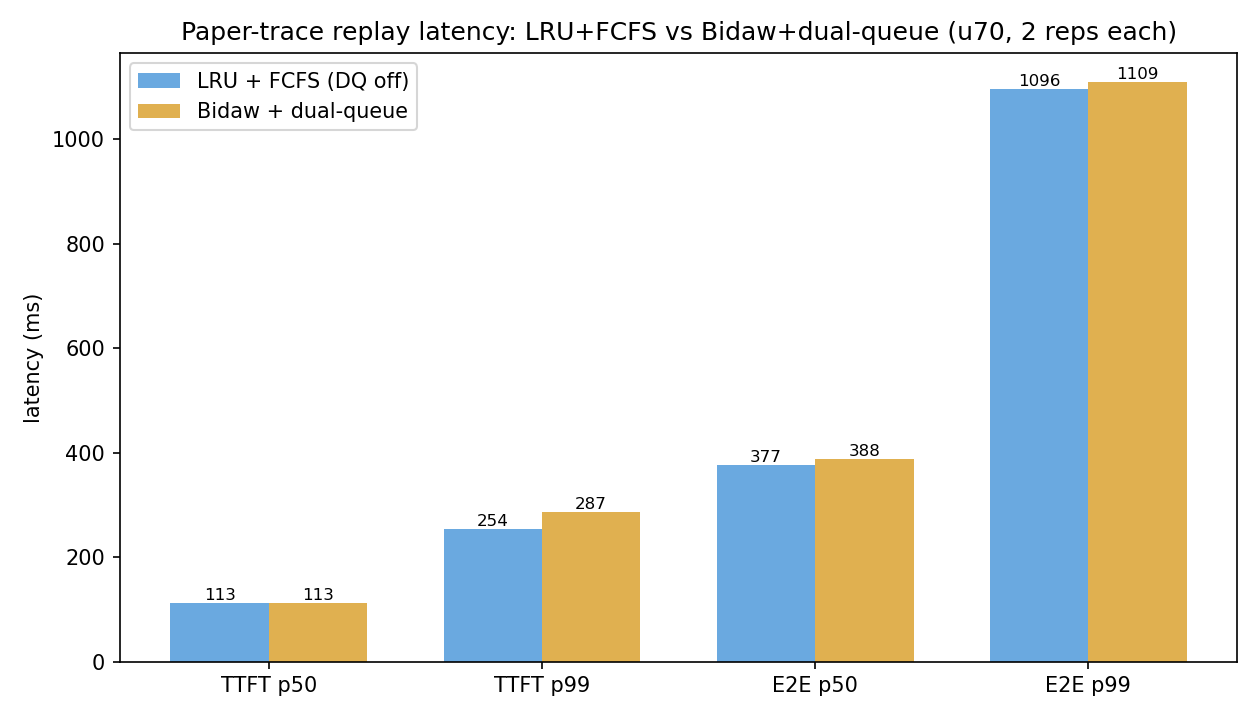 Paper-trace replay latency: LRU+FCFS vs Bidaw+dual-queue (u70, 2 reps each)
LRU + FCFS (DQ off)
Bidaw + dual-queue
latency (ms)
1000
800
600
400
200
0
113
113
254
287
377
388
1096
1109
TTFT p50
TTFT p99
E2E p50
E2E p99